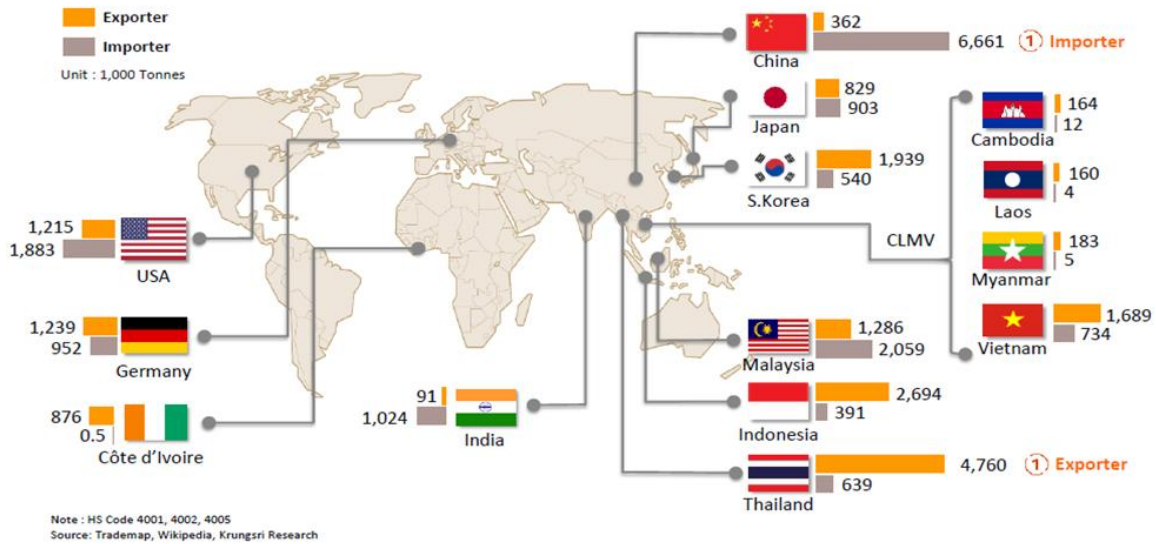 Exporter
Importer
Unit : 1,000 Tonnes
362
6,661
① Importer
China
829
903
Japan
1,939
540
S.Korea
CLMV
164
12
Cambodia
160
4
Laos
183
5
Myanmar
1,689
734
Vietnam
1,215
1,883
USA
1,239
952
Germany
876
0.5
Côte d’Ivoire
91
1,024
India
1,286
2,059
Malaysia
2,694
391
Indonesia
4,760
① Exporter
639
Thailand
Note : HS Code 4001, 4002, 4005
Source: Trademap, Wikipedia, Krungsri Research